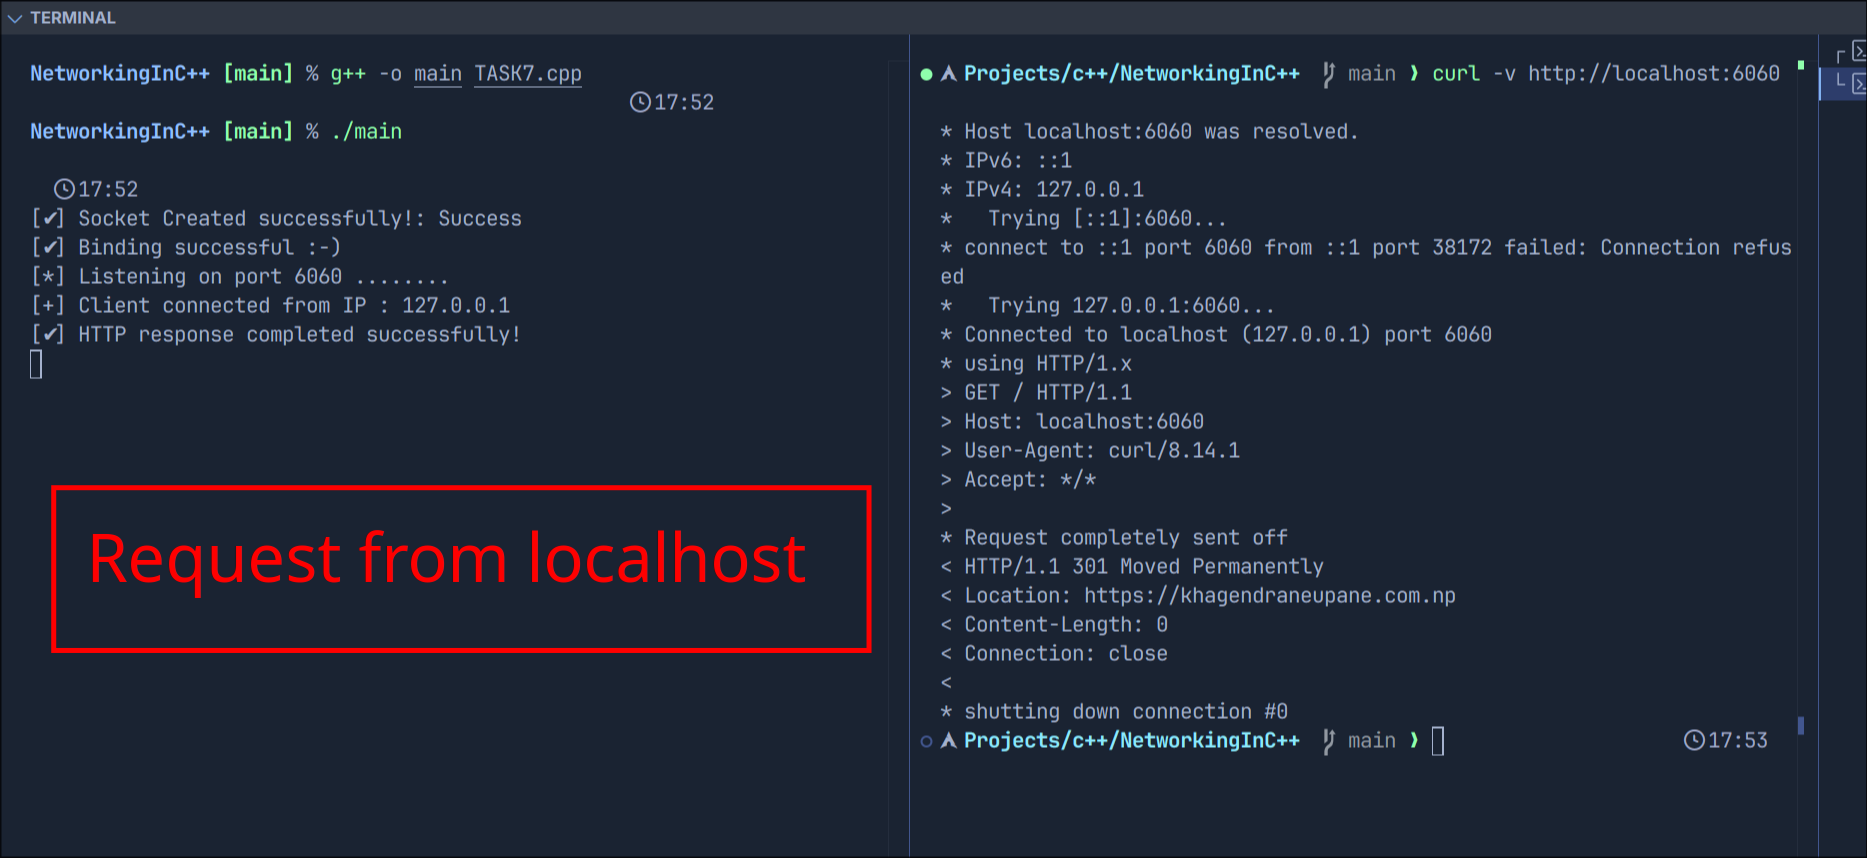 TERMINAL
NetworkingInC++ [main] % g++ -o main TASK7.cpp
17:52
NetworkingInC++ [main] % ./main
17:52
[✔] Socket Created successfully!: Success
[✔] Binding successful :-)
[*] Listening on port 6060 ........
[+] Client connected from IP : 127.0.0.1
[✔] HTTP response completed successfully!
Request from localhost
Projects/c++/NetworkingInC++ main ❯ curl -v http://localhost:6060
* Host localhost:6060 was resolved.
* IPv6: ::1
* IPv4: 127.0.0.1
*   Trying [::1]:6060...
* connect to ::1 port 6060 from ::1 port 38172 failed: Connection refus
ed
*   Trying 127.0.0.1:6060...
* Connected to localhost (127.0.0.1) port 6060
* using HTTP/1.x
> GET / HTTP/1.1
> Host: localhost:6060
> User-Agent: curl/8.14.1
> Accept: */*
>
* Request completely sent off
< HTTP/1.1 301 Moved Permanently
< Location: https://khagendraneupane.com.np
< Content-Length: 0
< Connection: close
<
* shutting down connection #0
Projects/c++/NetworkingInC++ main ❯ 17:53